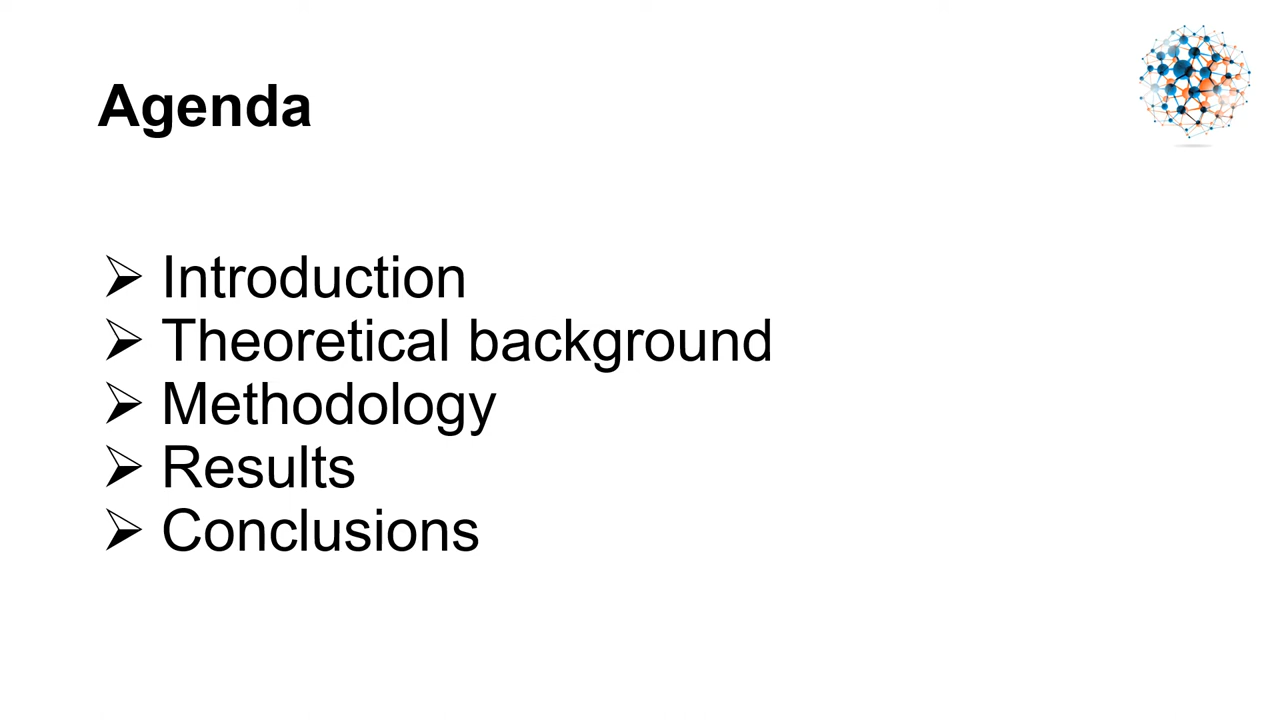 Agenda
➢ Introduction
➢ Theoretical background
➢ Methodology
➢ Results
➢ Conclusions